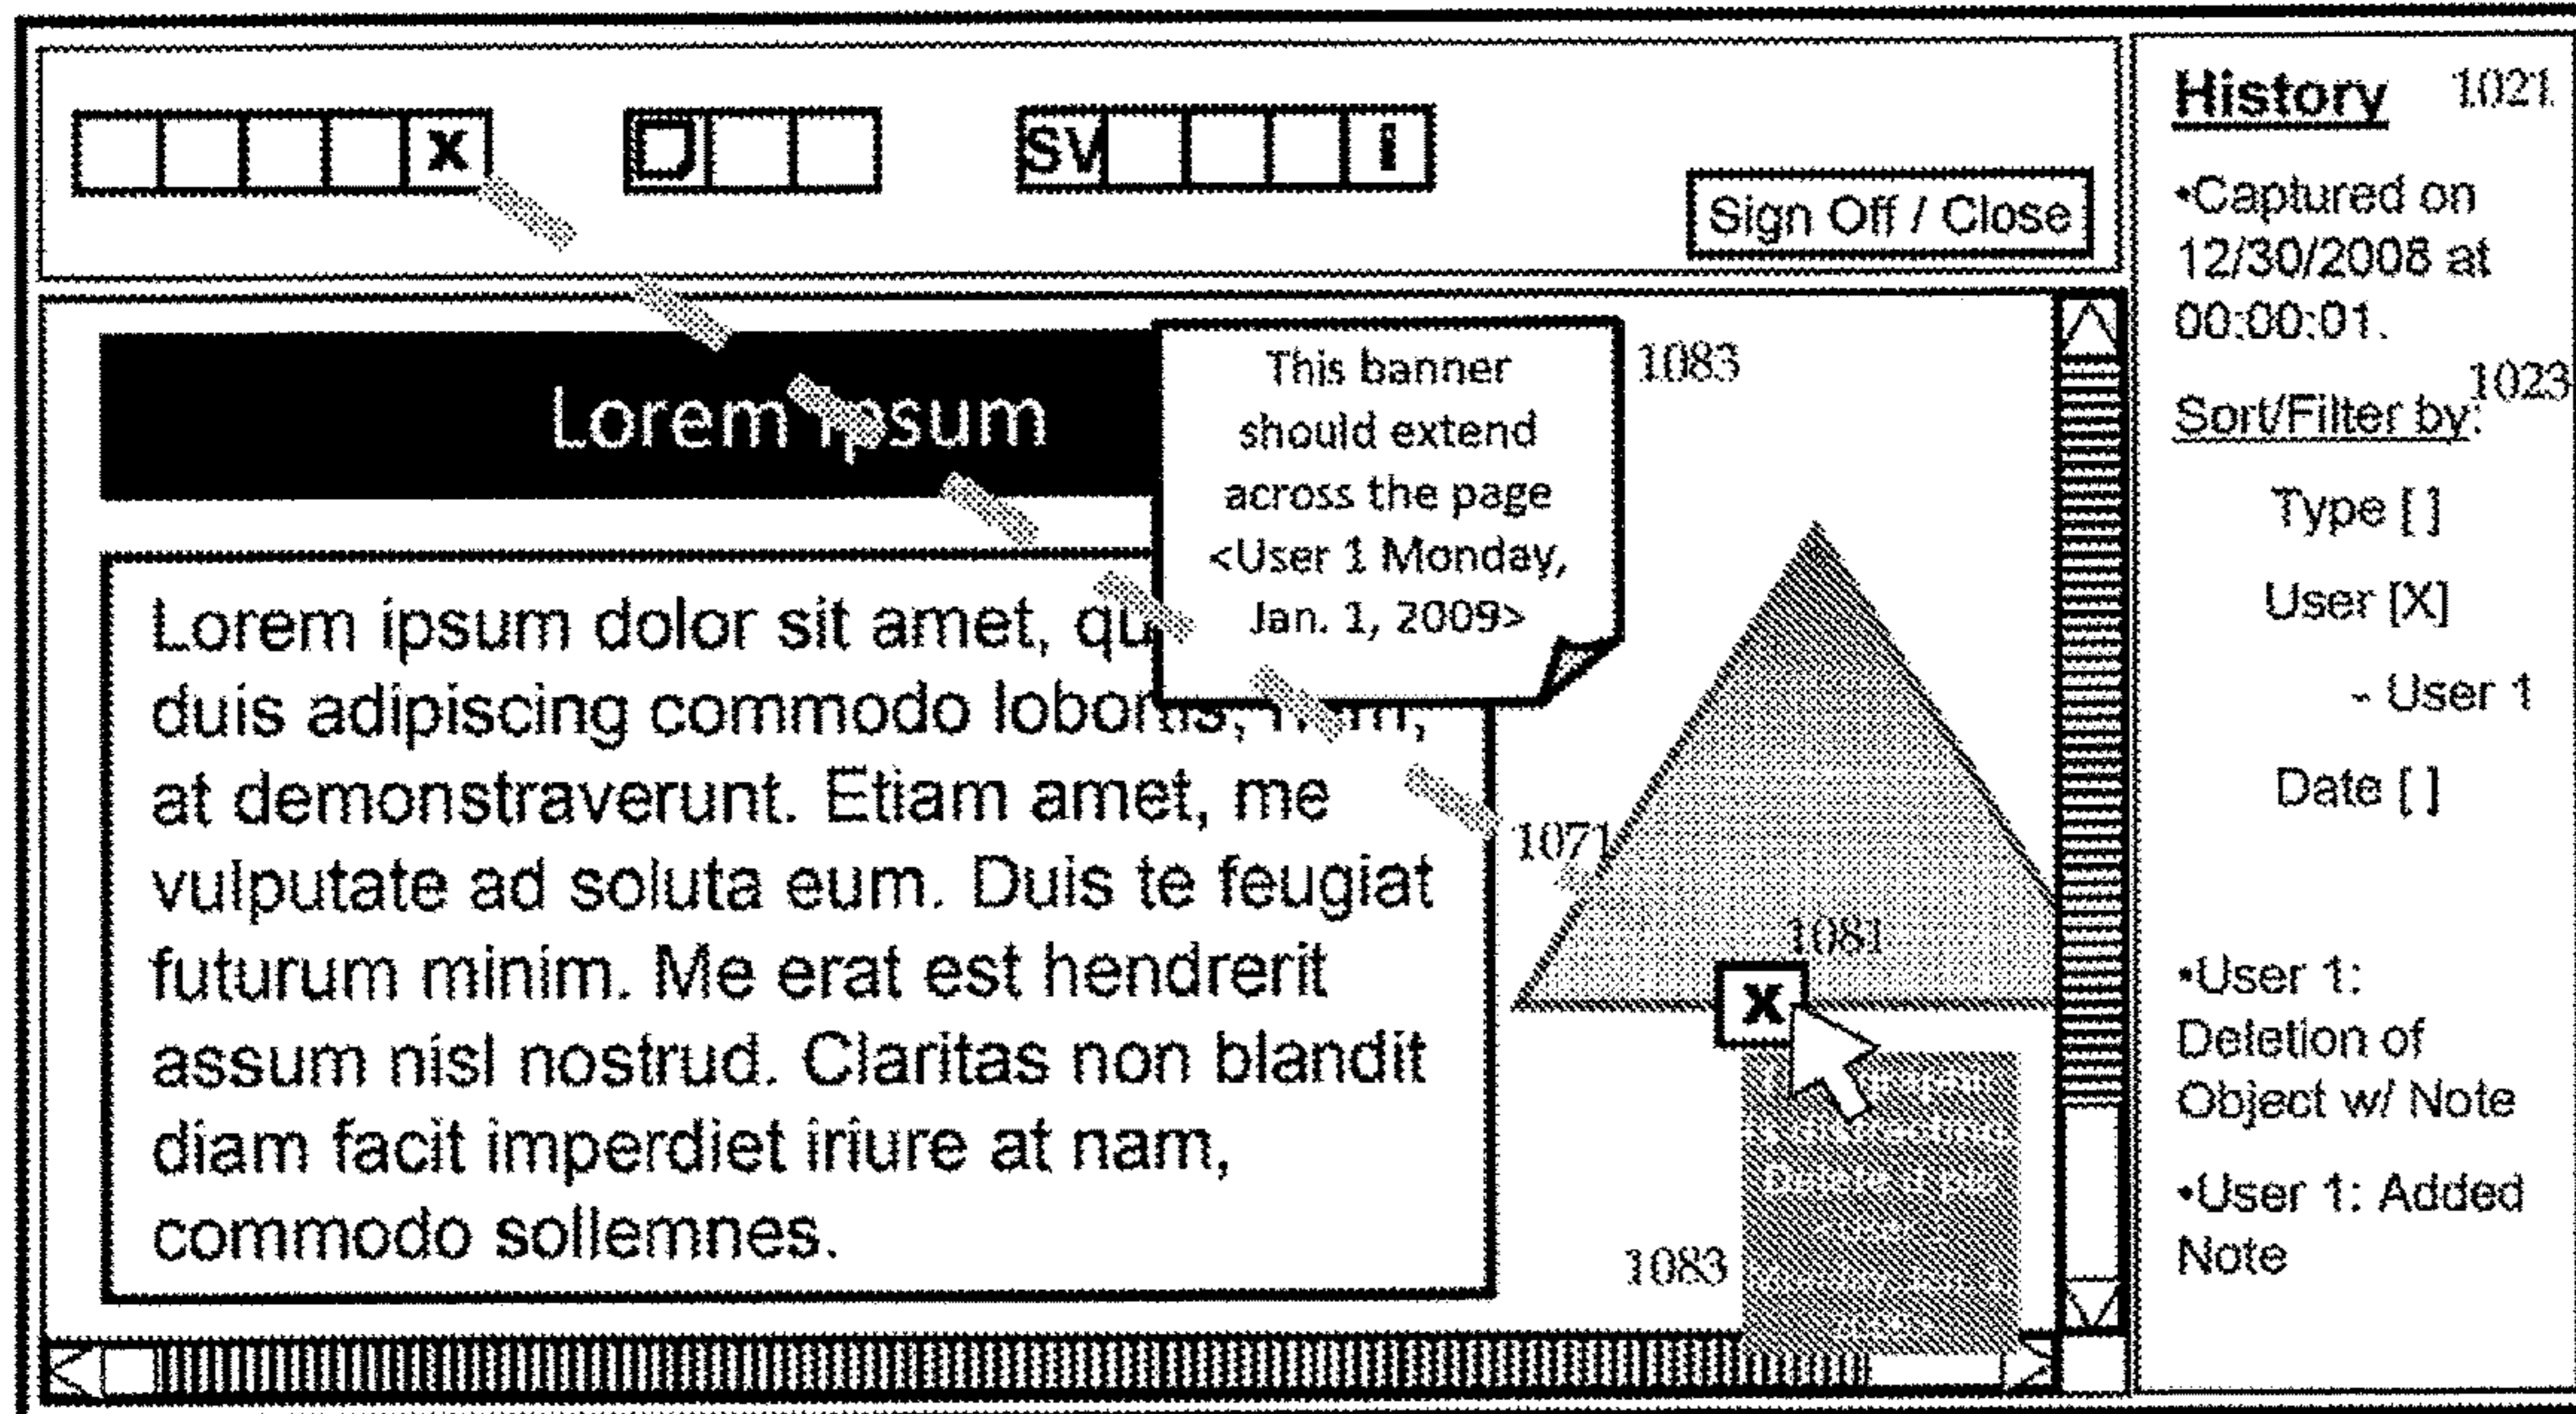 x
SV
i
Sign Off / Close
Lorem ipsum
This banner
should extend
across the page
<User 1 Monday,
Jan. 1, 2009>
1083
Lorem ipsum dolor sit amet, qu
duis adipiscing commodo lobortis,
at demonstraverunt. Etiam amet, me
vulputate ad soluta eum. Duis te feugiat
futurum minim. Me erat est hendrerit
assum nisl nostrud. Claritas non blandit
diam facit imperdiet iriure at nam,
commodo sollemnes.
1071
1081
x
1083
History 1021
•Captured on
12/30/2008 at
00:00:01.
1023
Sort/Filter by:
Type [ ]
User [X]
- User 1
Date [ ]
•User 1:
Deletion of
Object w/ Note
•User 1: Added
Note